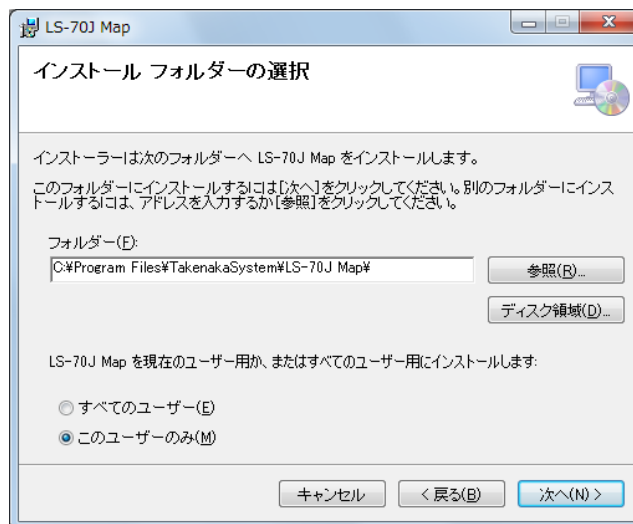 LS-70J Map
インストール フォルダーの選択
インストーラーは次のフォルダーへ LS-70J Map をインストールします。
このフォルダーにインストールするには[次へ]をクリックしてください。別のフォルダーにインス
トールするには、アドレスを入力するか[参照]をクリックしてください。
フォルダー(F):
C:¥Program Files¥TakenakaSystem¥LS-70J Map¥
参照(R)...
ディスク領域(D)...
LS-70J Map を現在のユーザー用か、またはすべてのユーザー用にインストールします:
すべてのユーザー(E)
このユーザーのみ(M)
キャンセル
< 戻る(B)
次へ(N) >